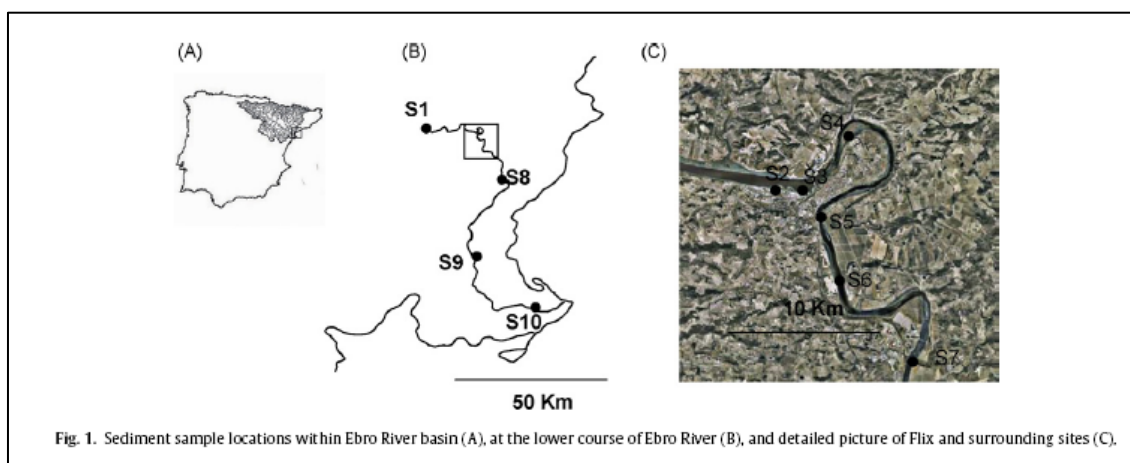 (A)
(B)
(C)
S1
S8
S9
S10
50 Km
S4
S2
S3
S5
S6
10 Km
S7
Fig. 1. Sediment sample locations within Ebro River basin (A), at the lower course of Ebro River (B), and detailed picture of Flix and surrounding sites (C).